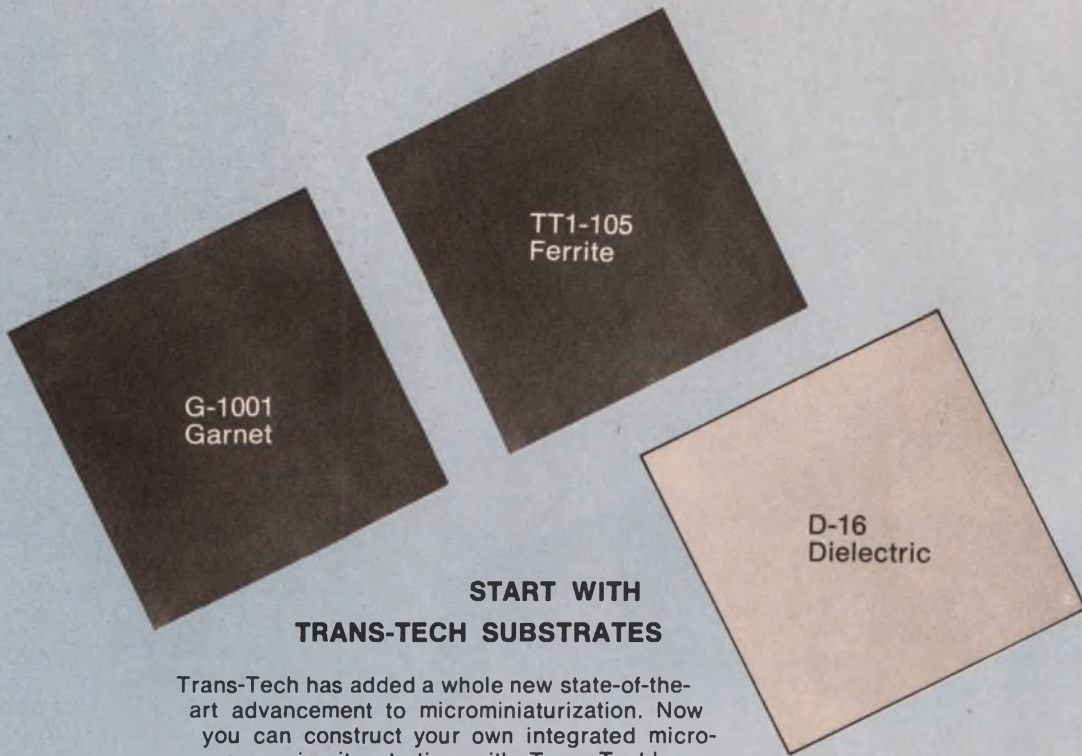 TT1-105
Ferrite
G-1001
Garnet
D-16
Dielectric
START WITH
TRANS-TECH SUBSTRATES
Trans-Tech has added a whole new state-of-the-
art advancement to microminiaturization. Now
you can construct your own integrated micro-